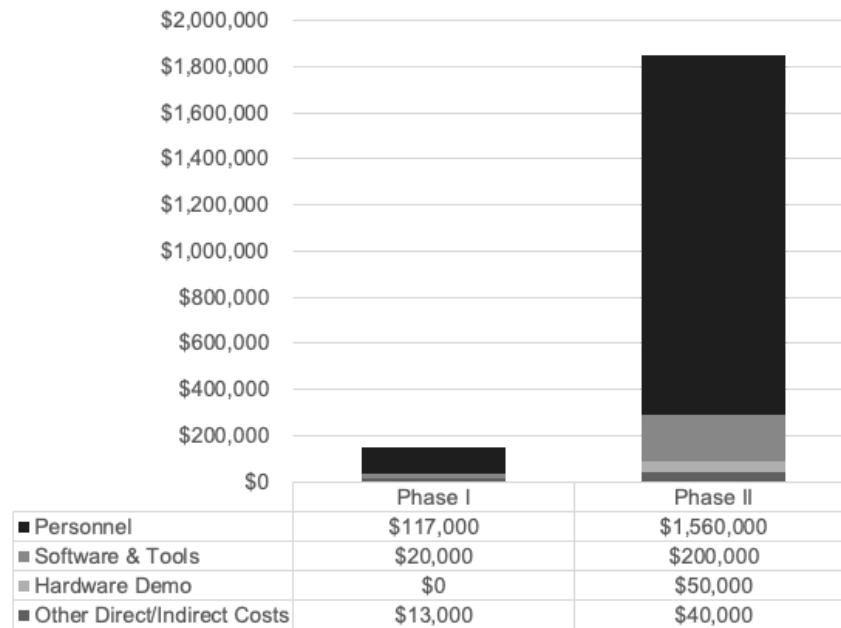 $2,000,000
$1,800,000
$1,600,000
$1,400,000
$1,200,000
$1,000,000
$800,000
$600,000
$400,000
$200,000
$0
Phase I Phase II
Personnel $117,000 $1,560,000
Software & Tools $20,000 $200,000
Hardware Demo $0 $50,000
Other Direct/Indirect Costs $13,000 $40,000